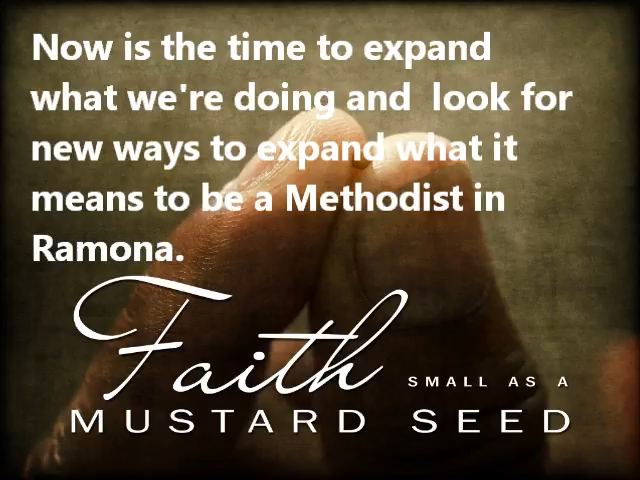 Now is the time to expand
what we're doing and  look for
new ways to expand what it
means to be a Methodist in
Ramona.
Faith SMALL AS A
MUSTARD SEED